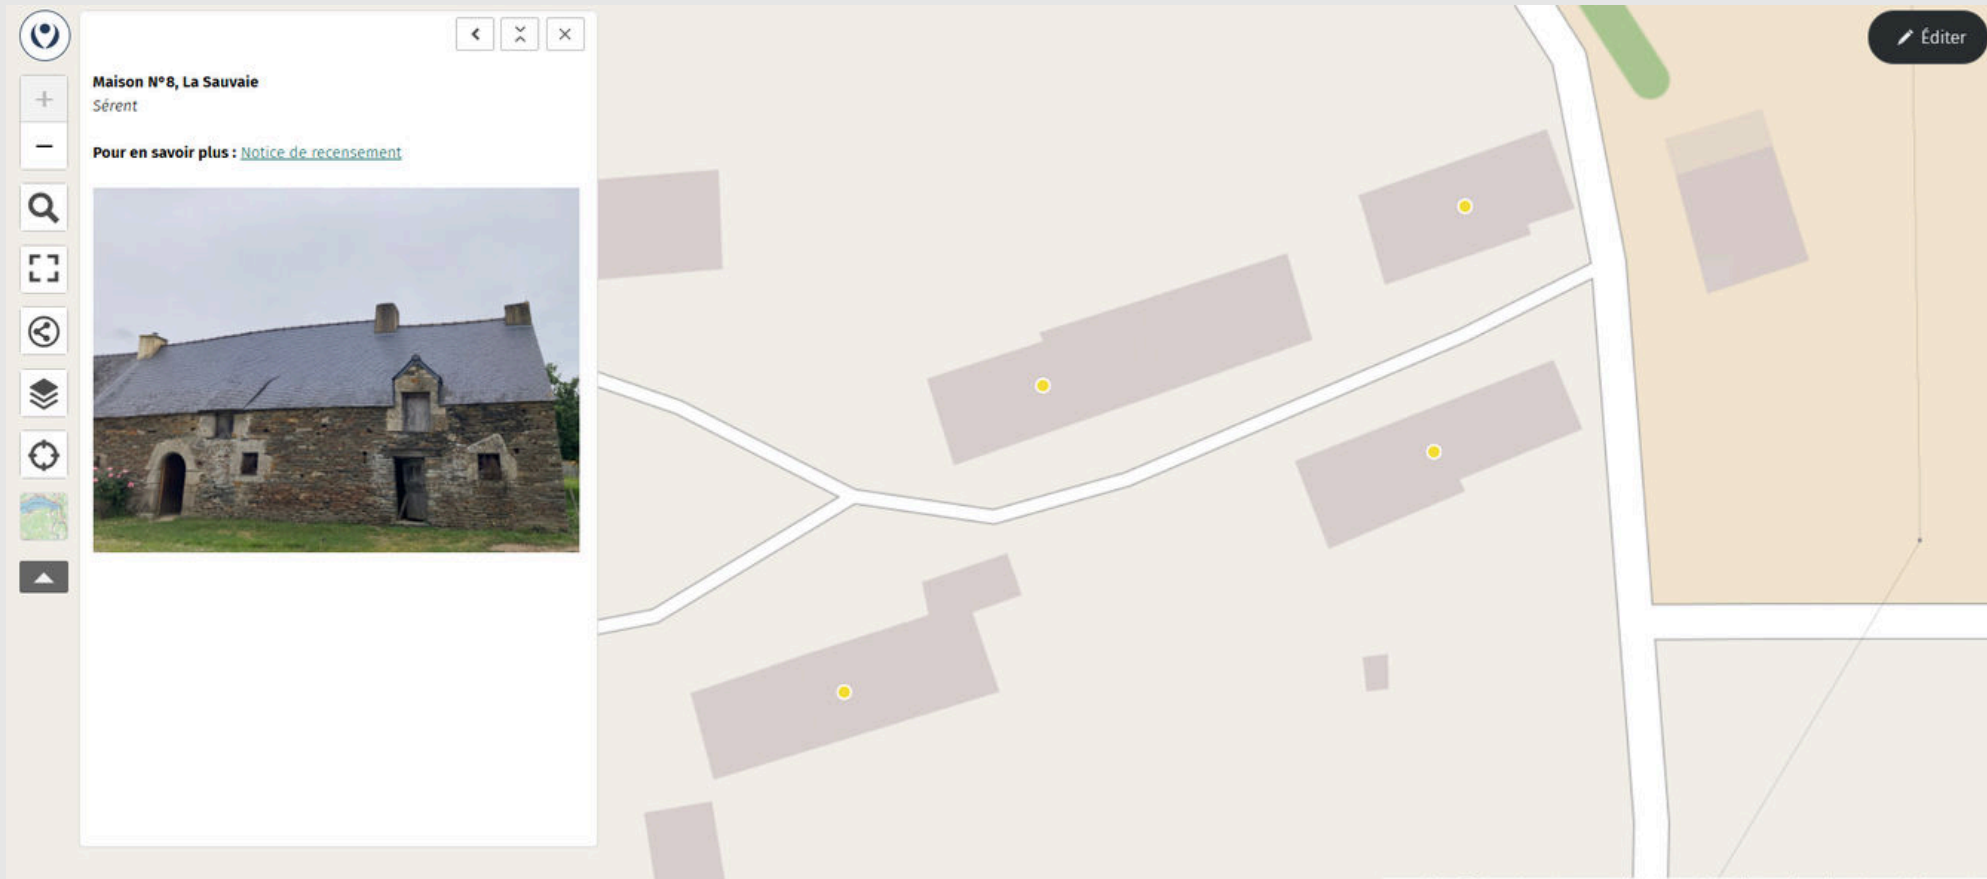 Maison N°8, La Sauvaie
Sérent
Pour en savoir plus : Notice de recensement
Éditer